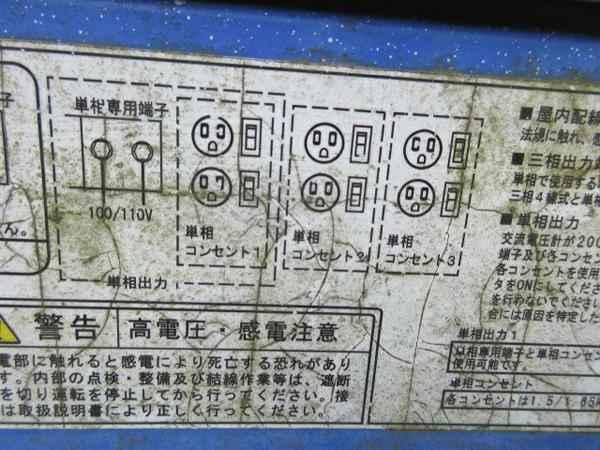 子
単相専用端子
100/110V
ん。
単相
コンセント1
単相
コンセント2
単相
コンセント3
単相出力1
警告 高電圧・感電注意
電部に触れると感電により死亡する恐れがあり
す。内部の点検・整備及び結線作業等は、遮断
を切り運転を停止してから行ってください。接
は取扱説明書により正しく行ってください。
■屋内配線
法規に触れ、感
■三相出力
単相で使用する
三相4線式と単相
■単相出力
交流電圧計が200
端子及び各コンセン
各コンセントを使用
タをONにしてくださ
を行わないでくださ
合には原因を特定した
単相出力1
単相専用端子と単相コンセン
使用可能です。
単相コンセント
各コンセントは1.5/1.65